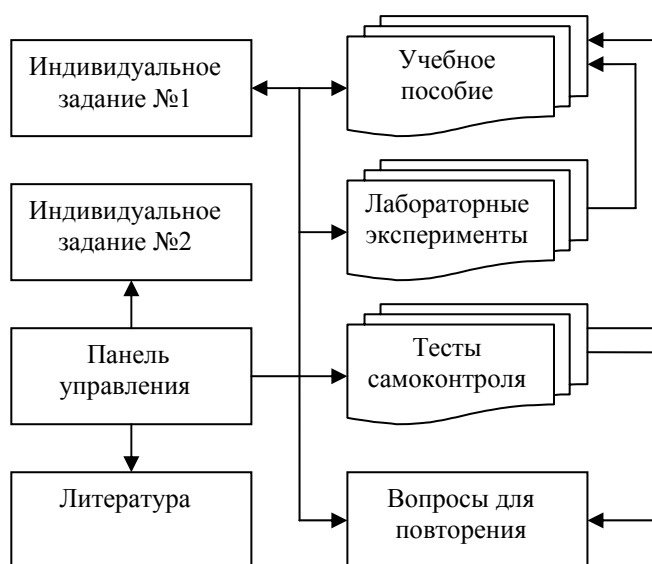 Индивидуальное
задание №1
Учебное
пособие
Индивидуальное
задание №2
Лабораторные
эксперименты
Панель
управления
Тесты
самоконтроля
Литература
Вопросы для
повторения